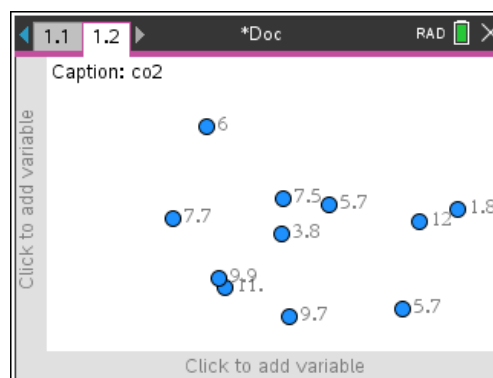 1.1 1.2 *Doc RAD
Caption: co2
Click to add variable
6
7.5
5.7
1.8
7.7
12
3.8
9.9
11.
9.7
5.7
Click to add variable